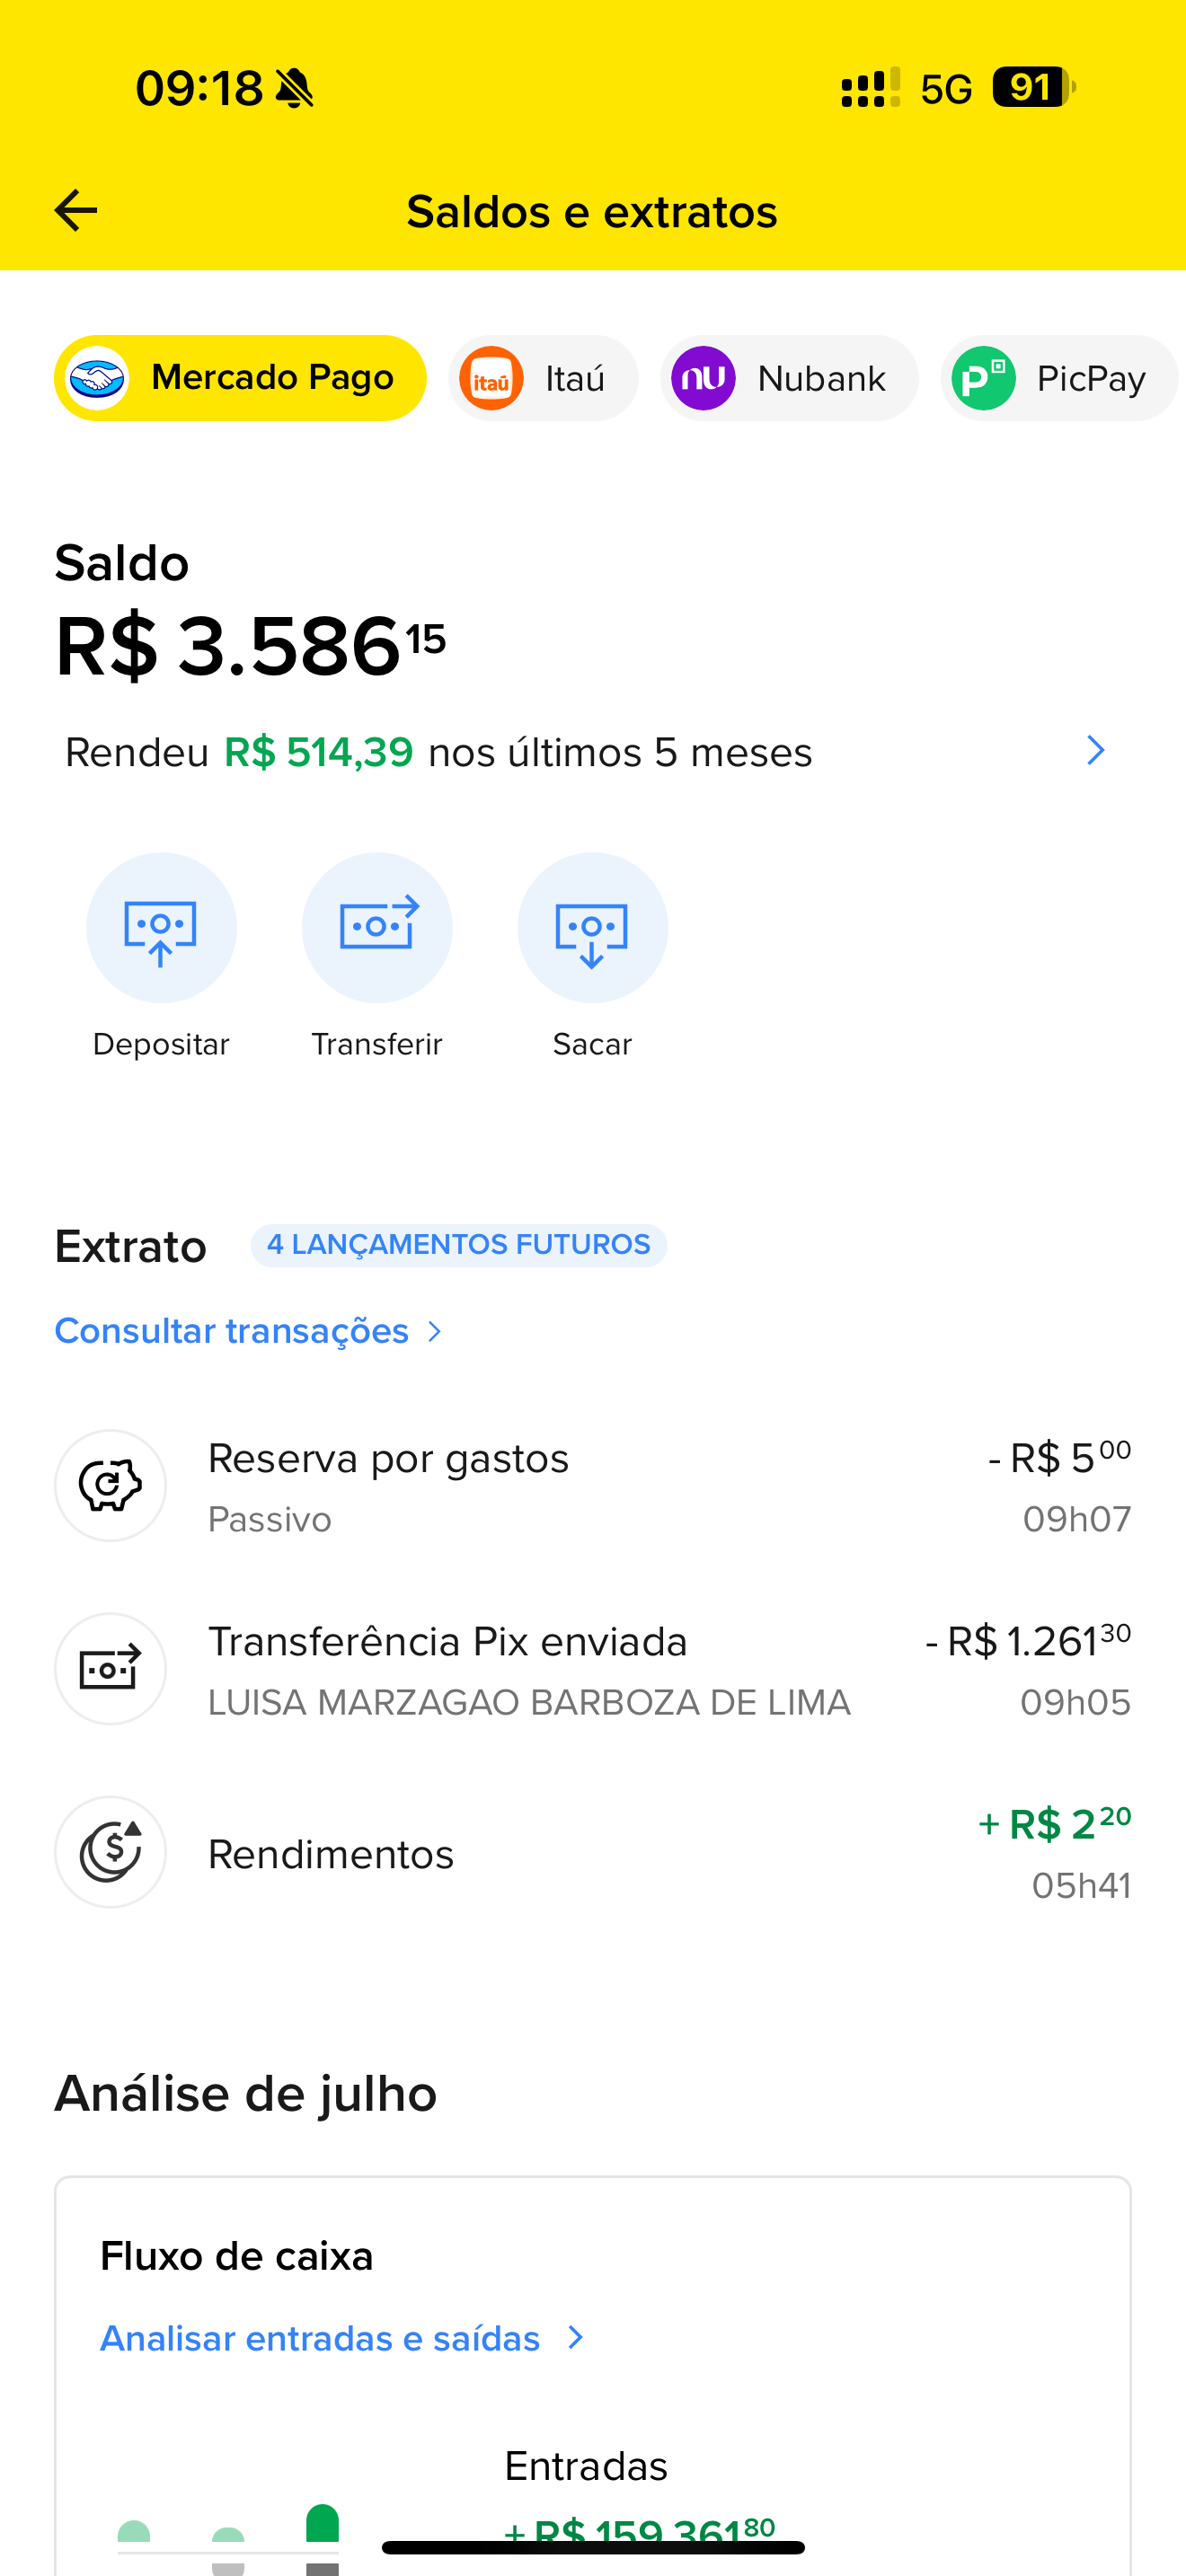 09:18 5G 91
Saldos e extratos
Mercado Pago itaú Itaú nu Nubank P PicPay
Saldo
R$ 3.586 15
Rendeu R$ 514,39 nos últimos 5 meses
Depositar Transferir Sacar
Extrato 4 LANÇAMENTOS FUTUROS
Consultar transações
Reserva por gastos - R$ 5 00
Passivo 09h07
Transferência Pix enviada - R$ 1.261 30
LUISA MARZAGAO BARBOZA DE LIMA 09h05
+ R$ 2 20
Rendimentos
05h41
Análise de julho
Fluxo de caixa
Analisar entradas e saídas
Entradas
+ R$ 159.361 80